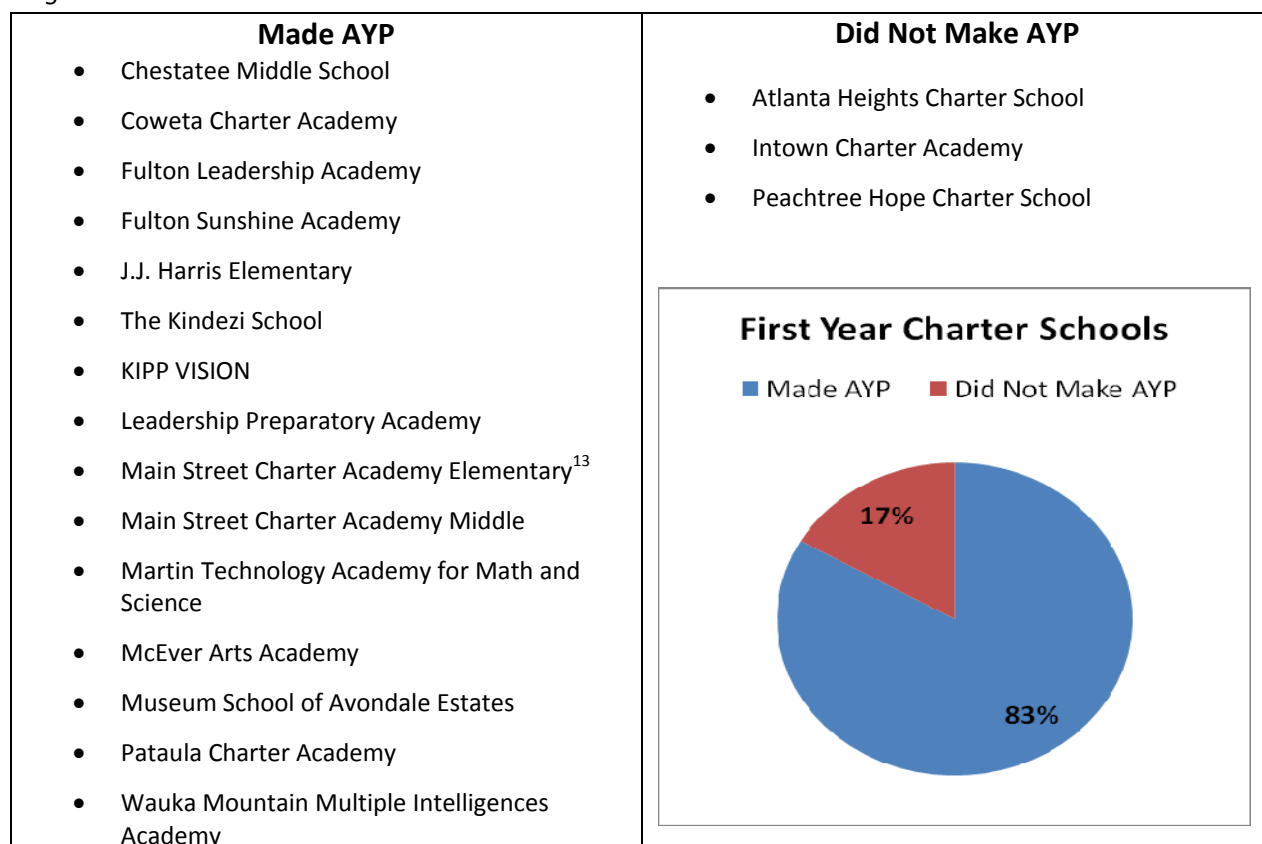 Made AYP
• Chestatee Middle School
• Coweta Charter Academy
• Fulton Leadership Academy
• Fulton Sunshine Academy
• J.J. Harris Elementary
• The Kindezi School
• KIPP VISION
• Leadership Preparatory Academy
• Main Street Charter Academy Elementary13
• Main Street Charter Academy Middle
• Martin Technology Academy for Math and
Science
• McEver Arts Academy
• Museum School of Avondale Estates
• Pataula Charter Academy
• Wauka Mountain Multiple Intelligences
Academy
Did Not Make AYP
• Atlanta Heights Charter School
• Intown Charter Academy
• Peachtree Hope Charter School
First Year Charter Schools
Made AYP Did Not Make AYP
17%
83%